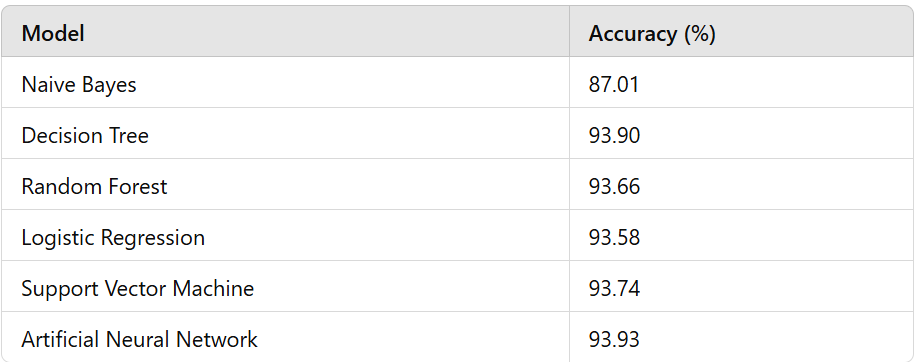 Model Accuracy (%)
Naive Bayes 87.01
Decision Tree 93.90
Random Forest 93.66
Logistic Regression 93.58
Support Vector Machine 93.74
Artificial Neural Network 93.93